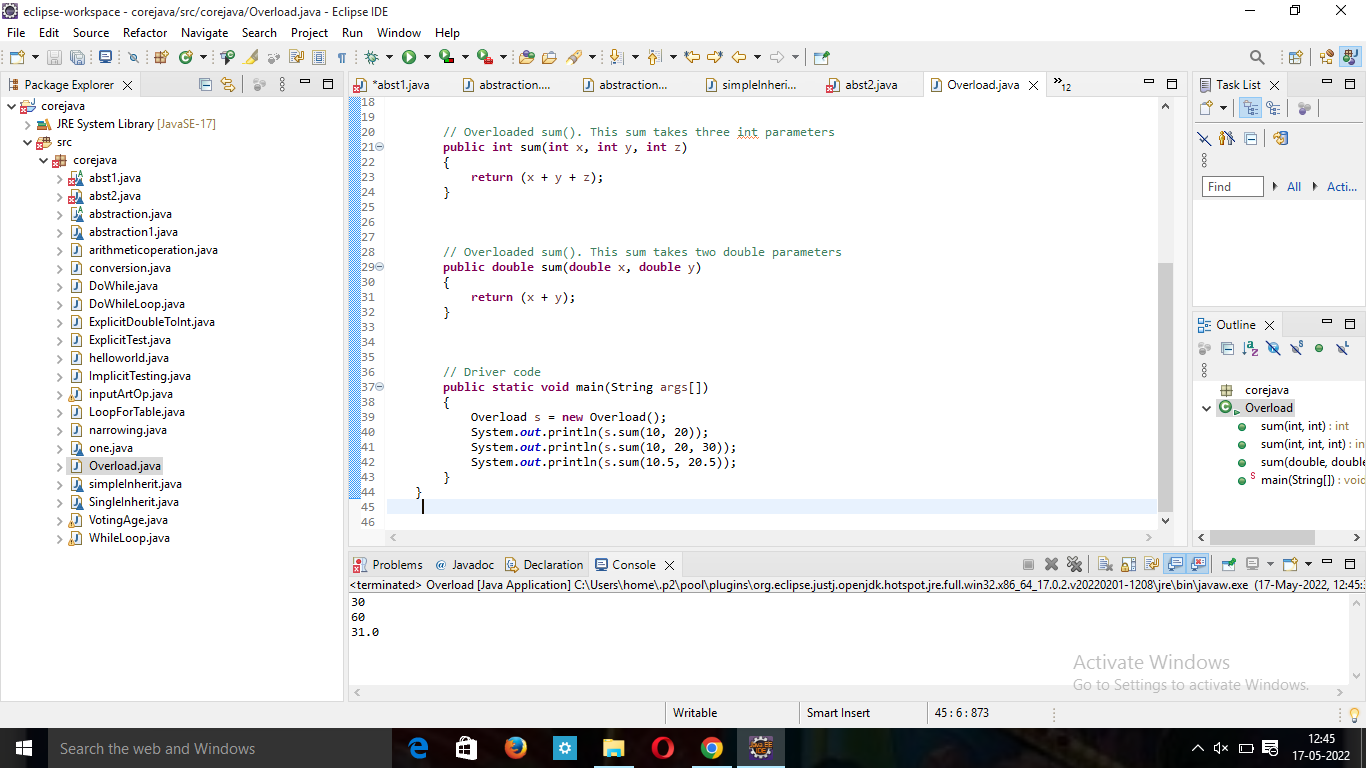 eclipse-workspace - corejava/src/corejava/Overload.java - Eclipse IDE
File Edit Source Refactor Navigate Search Project Run Window Help
Package Explorer
corejava
JRE System Library [JavaSE-17]
src
corejava
abst1.java
abst2.java
abstraction.java
abstraction1.java
arithmeticoperation.java
conversion.java
DoWhile.java
DoWhileLoop.java
ExplicitDoubleToInt.java
ExplicitTest.java
helloworld.java
ImplicitTesting.java
inputArtOp.java
LoopForTable.java
narrowing.java
one.java
Overload.java
simpleInherit.java
SingleInherit.java
VotingAge.java
WhileLoop.java
*abst1.java abstraction.... abstraction... simpleInheri... abst2.java Overload.java »12
18
19
20 // Overloaded sum(). This sum takes three int parameters
21 public int sum(int x, int y, int z)
22 {
23 return (x + y + z);
24 }
25
26
27
28 // Overloaded sum(). This sum takes two double parameters
29 public double sum(double x, double y)
30 {
31 return (x + y);
32 }
33
34
35
36 // Driver code
37 public static void main(String args[])
38 {
39 Overload s = new Overload();
40 System.out.println(s.sum(10, 20));
41 System.out.println(s.sum(10, 20, 30));
42 System.out.println(s.sum(10.5, 20.5));
43 }
44 }
45
46
Task List
Find All Acti...
Outline
corejava
Overload
sum(int, int) : int
sum(int, int, int) : in
sum(double, double
main(String[]) : void
Problems @ Javadoc Declaration Console
<terminated> Overload [Java Application] C:\Users\home\.p2\pool\plugins\org.eclipse.justj.openjdk.hotspot.jre.full.win32.x86_64_17.0.2.v20220201-1208\jre\bin\javaw.exe (17-May-2022, 12:45:
30
60
31.0
Activate Windows
Go to Settings to activate Windows.
Writable Smart Insert 45 : 6 : 873
Search the web and Windows
12:45
17-05-2022